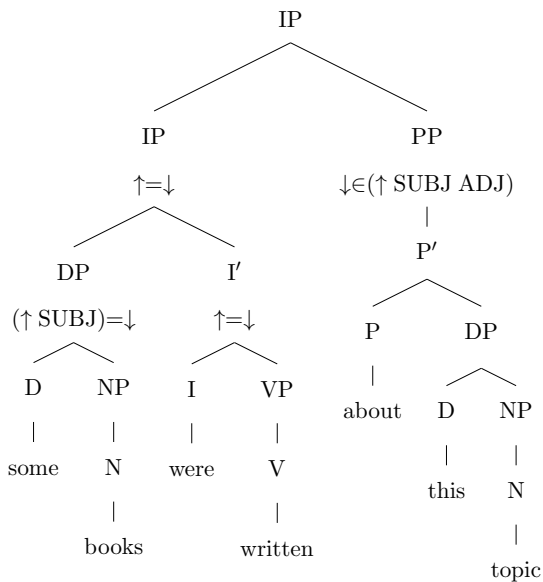 IP
IP PP
↑=↓ ↓∈(↑ SUBJ ADJ)
P′
DP I′
(↑ SUBJ)=↓ ↑=↓
P DP
D NP I VP
about D NP
some N were V
this N
books written
topic